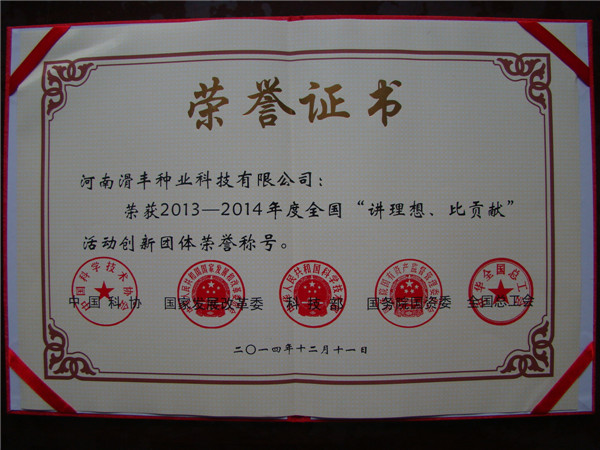 荣誉证书
河南滑丰种业科技有限公司：
荣获2013—2014年度全国“讲理想、比贡献”
活动创新团体荣誉称号。
中国科协 国家发展改革委 科技部 国务院国资委 全国总工会
二〇一四年十二月十一日